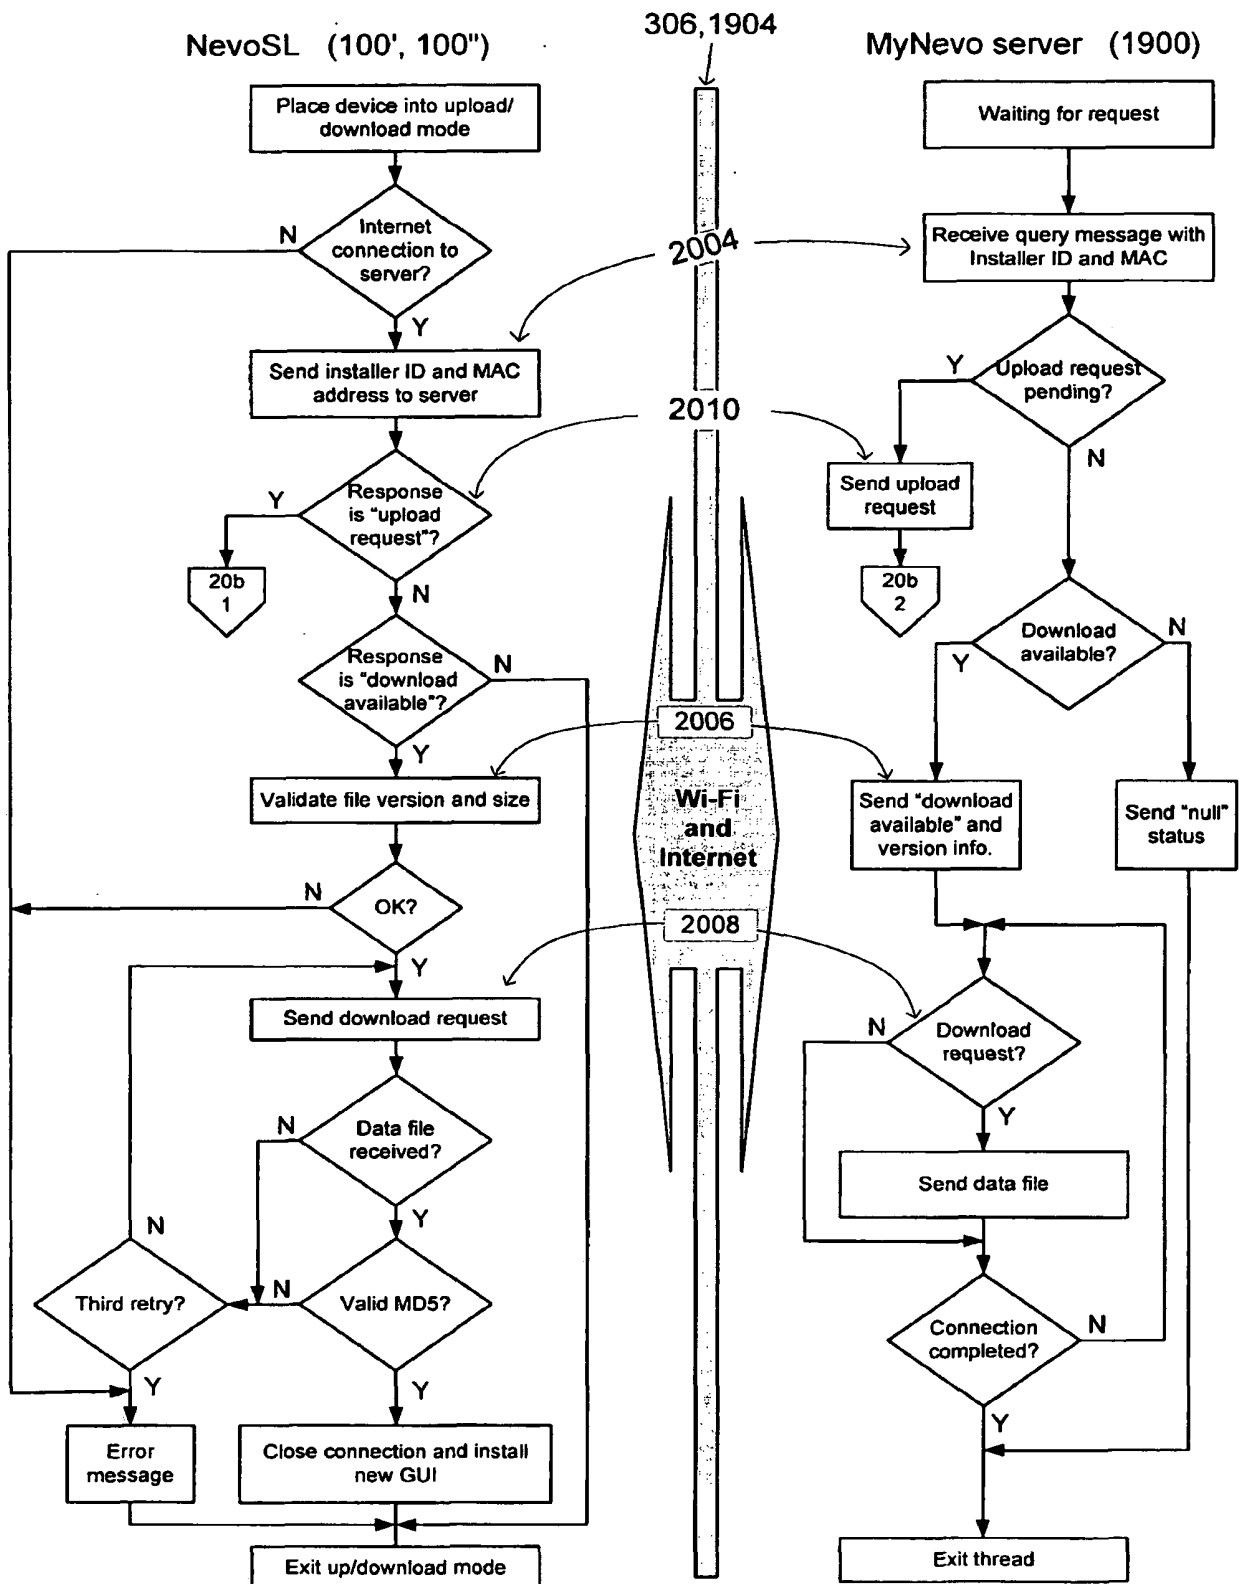 306,1904
NevoSL (100', 100")
MyNevo server (1900)
Place device into upload/
download mode
Internet
connection to
server?
N
Y
Send installer ID and MAC
address to server
Response
is “upload
request”?
Y
N
20b
1
Response
is “download
available”?
N
Y
Validate file version and size
OK?
N
Y
Send download request
Data file
received?
N
Y
Valid MD5?
N
Y
Third retry?
N
Y
Error
message
Close connection and install
new GUI
Exit up/download mode
2004
2010
2006
Wi-Fi
and
Internet
2008
Waiting for request
Receive query message with
Installer ID and MAC
Upload request
pending?
Y
N
Send upload
request
20b
2
Download
available?
Y
N
Send “download
available” and
version info.
Send “null”
status
Download
request?
N
Y
Send data file
Connection
completed?
N
Y
Exit thread